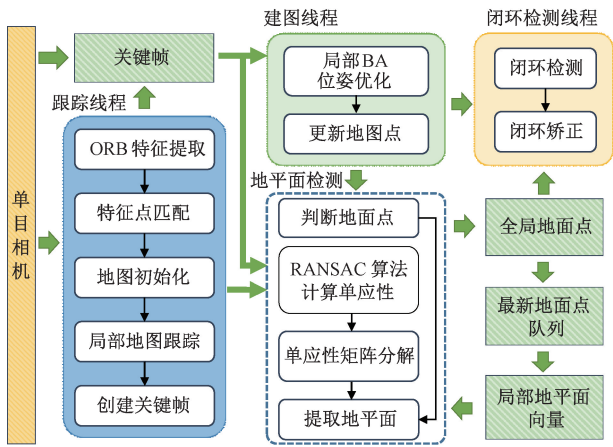 单目相机
关键帧
跟踪线程
ORB 特征提取
特征点匹配
地图初始化
局部地图跟踪
创建关键帧
建图线程
局部 BA
位姿优化
更新地图点
地平面检测
判断地面点
RANSAC 算法
计算单应性
单应性矩阵分解
提取地平面
闭环检测线程
闭环检测
闭环矫正
全局地面点
最新地面点
队列
局部地平面
向量